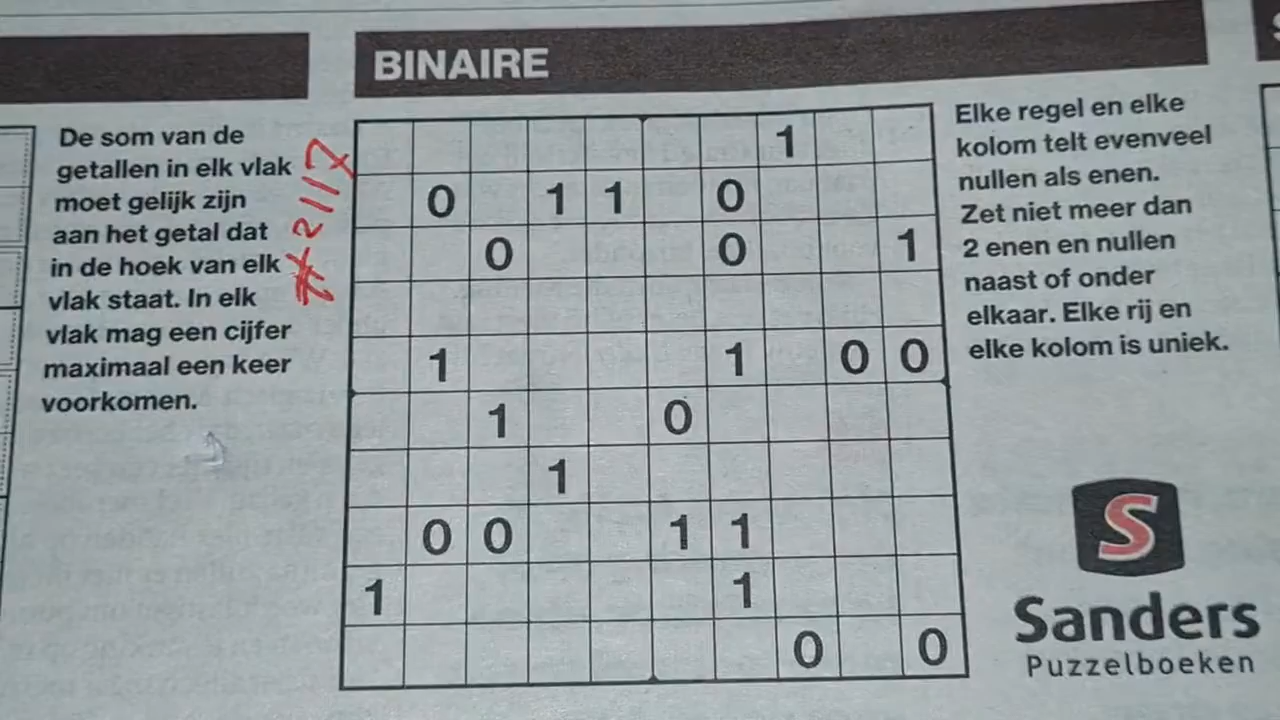 BINAIRE
De som van de
getallen in elk vlak
moet gelijk zijn
aan het getal dat
in de hoek van elk
vlak staat. In elk
vlak mag een cijfer
maximaal een keer
voorkomen.
1
0 1 1 0
0 0 1
1 1 0 0
1 0
1
0 0 1 1
1 1
0 0
Elke regel en elke
kolom telt evenveel
nullen als enen.
Zet niet meer dan
2 enen en nullen
naast of onder
elkaar. Elke rij en
elke kolom is uniek.
S
Sanders
Puzzelboeken